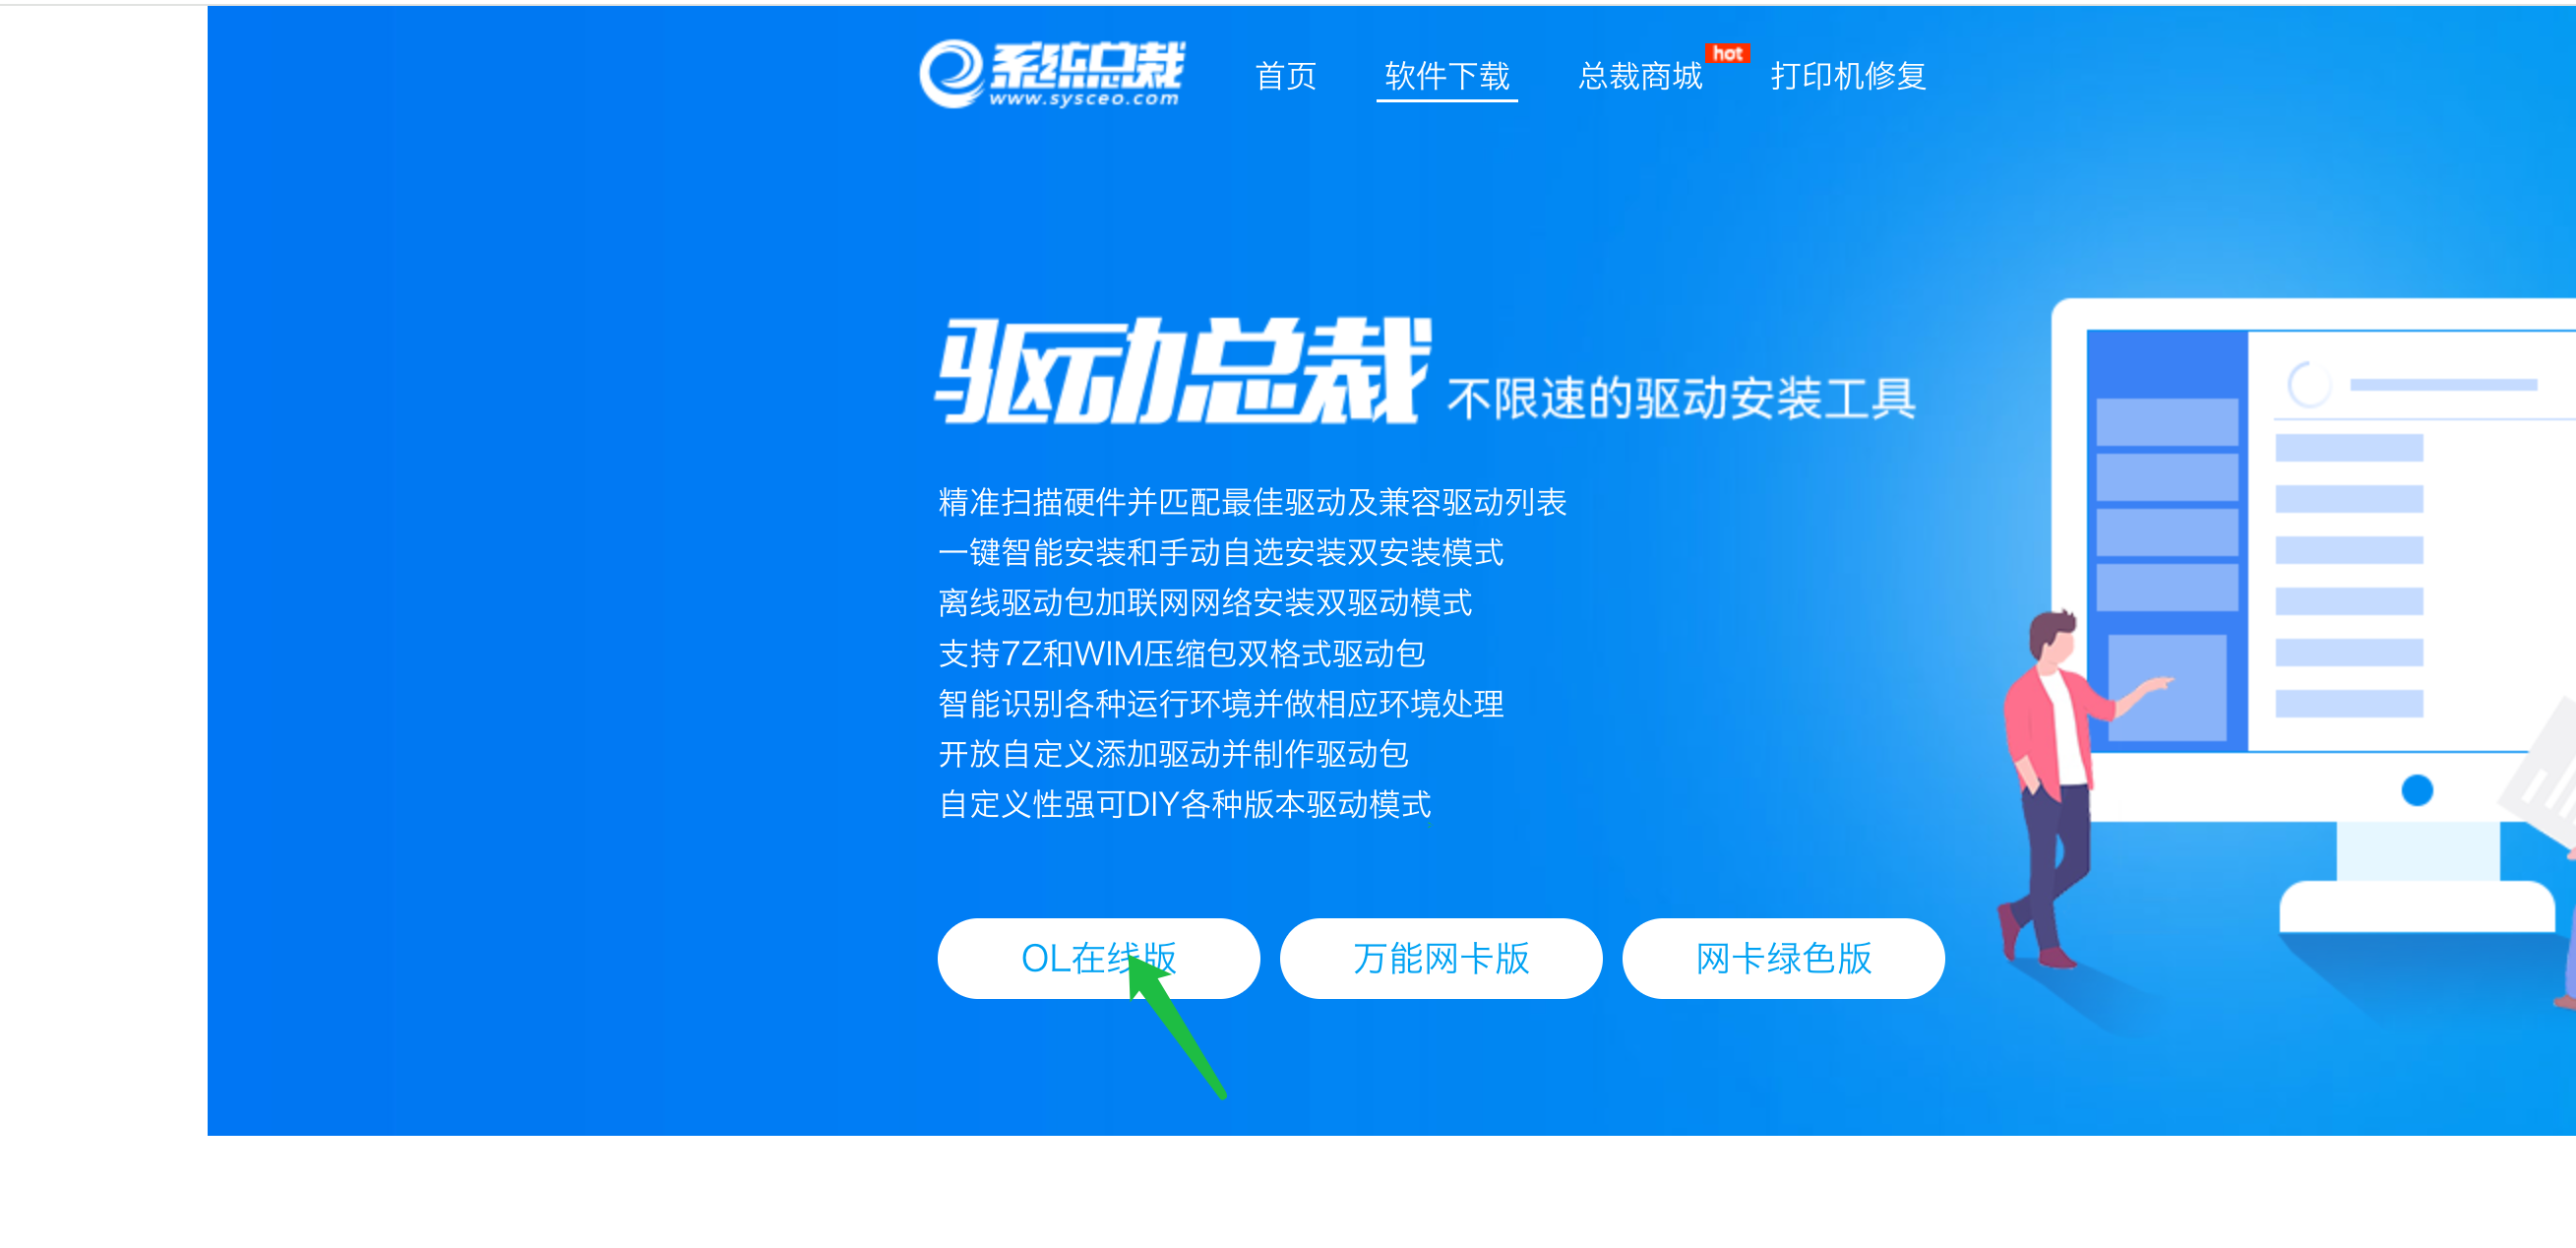 系统总裁
www.sysceo.com
首页 软件下载 总裁商城 hot 打印机修复
驱动总裁 不限速的驱动安装工具
精准扫描硬件并匹配最佳驱动及兼容驱动列表
一键智能安装和手动自选安装双安装模式
离线驱动包加联网网络安装双驱动模式
支持7Z和WIM压缩包双格式驱动包
智能识别各种运行环境并做相应环境处理
开放自定义添加驱动并制作驱动包
自定义性强可DIY各种版本驱动模式
OL在线版 万能网卡版 网卡绿色版